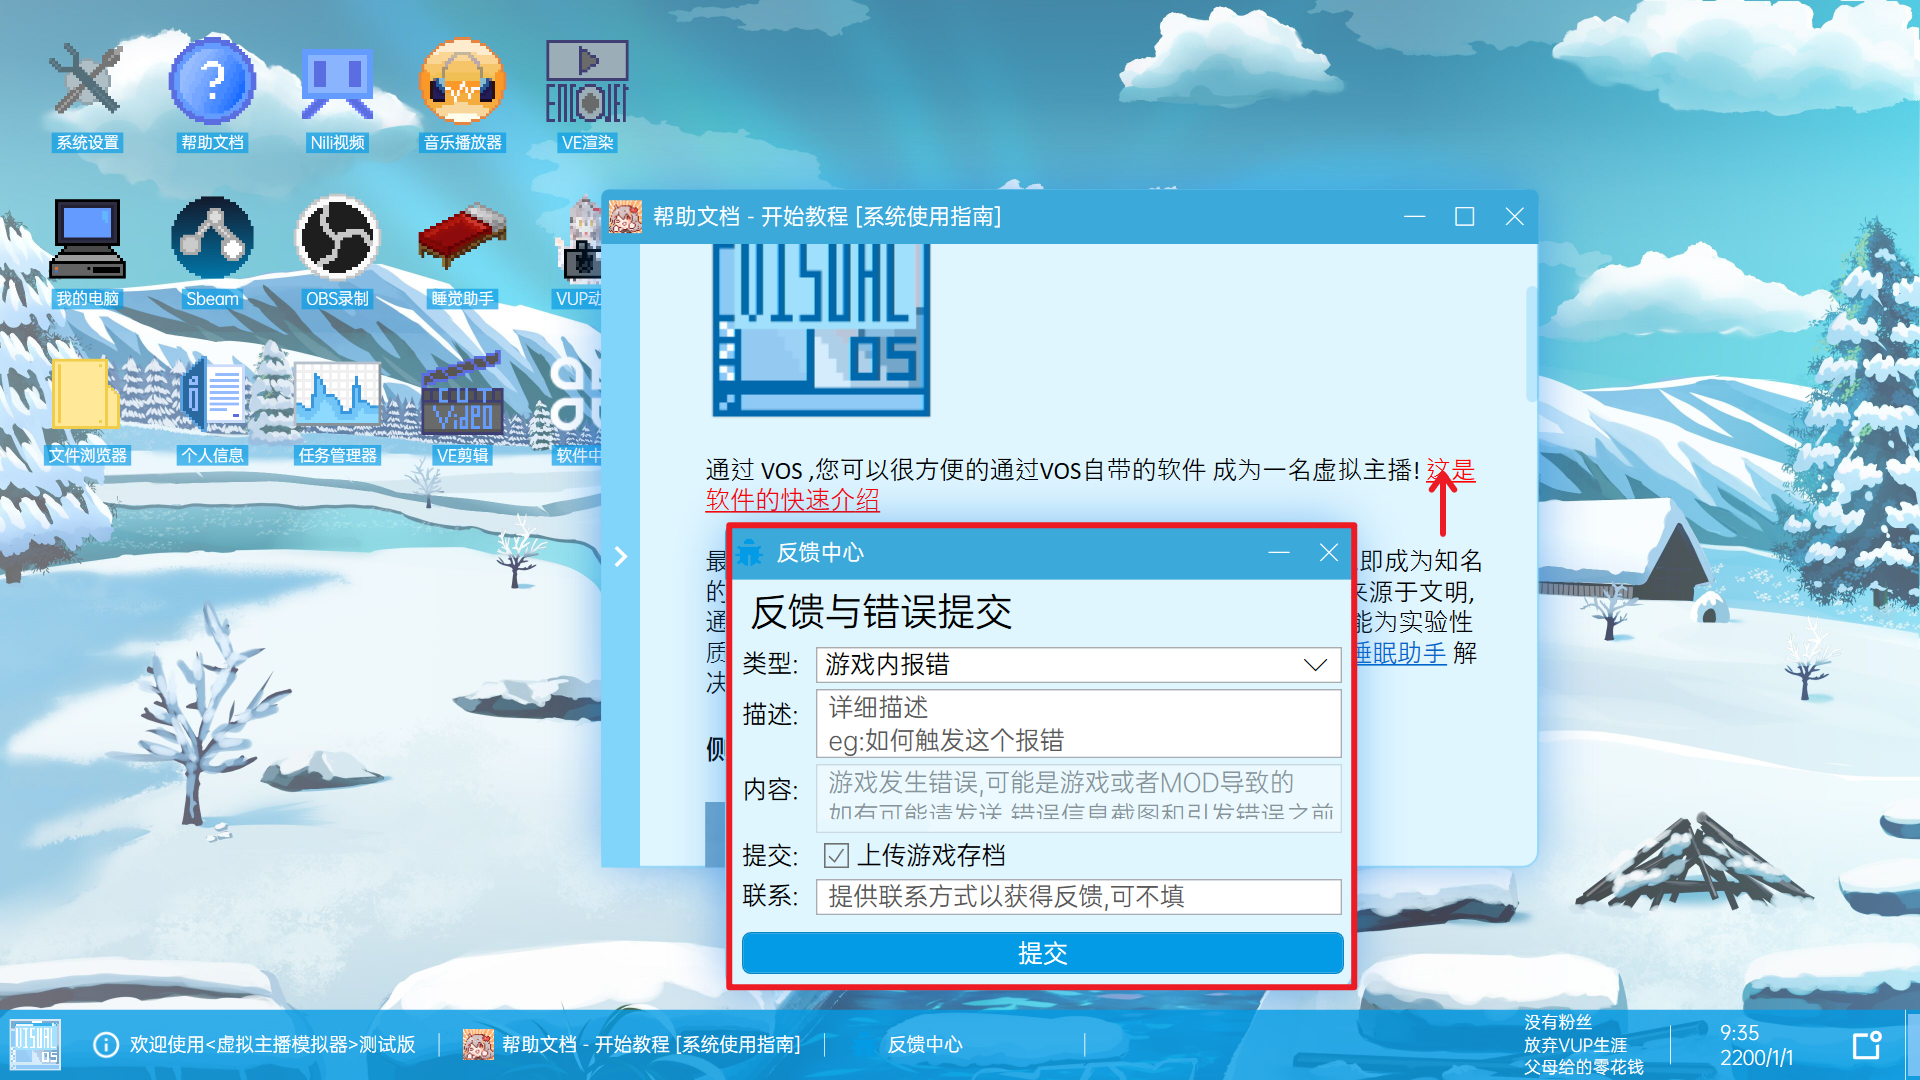 系统设置
帮助文档
Nili视频
音乐播放器
VE渲染
我的电脑
Sbeam
OBS录制
睡觉助手
VUP动
文件浏览器
个人信息
任务管理器
CUT
VidEO
VE剪辑
软件中
帮助文档 - 开始教程 [系统使用指南]
VISUAL
OS
通过 VOS ,您可以很方便的通过VOS自带的软件 成为一名虚拟主播! 这是
软件的快速介绍
最
即成为知名
的
来源于文明,
通
能为实验性
质
睡眠助手 解
决
侧
反馈中心
反馈与错误提交
类型: 游戏内报错
描述: 详细描述
eg:如何触发这个报错
内容: 游戏发生错误,可能是游戏或者MOD导致的
如有可能请发送 错误信息截图和引发错误之前
提交: 上传游戏存档
联系: 提供联系方式以获得反馈,可不填
提交
VISUAL
OS
欢迎使用<虚拟主播模拟器>测试版
帮助文档 - 开始教程 [系统使用指南]
反馈中心
没有粉丝
放弃VUP生涯
父母给的零花钱
9:35
2200/1/1